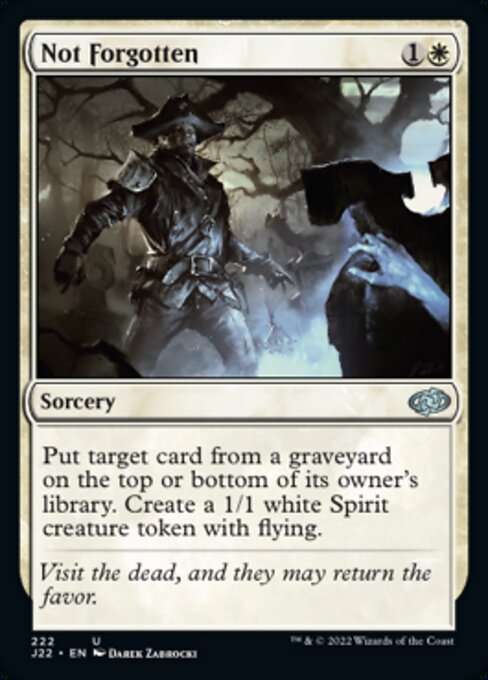 Not Forgotten 1
Sorcery
Put target card from a graveyard
on the top or bottom of its owner's
library. Create a 1/1 white Spirit
creature token with flying.
Visit the dead, and they may return the
favor.
222 U
J22 • EN Darek Zabrocki
™ & © 2022 Wizards of the Coast